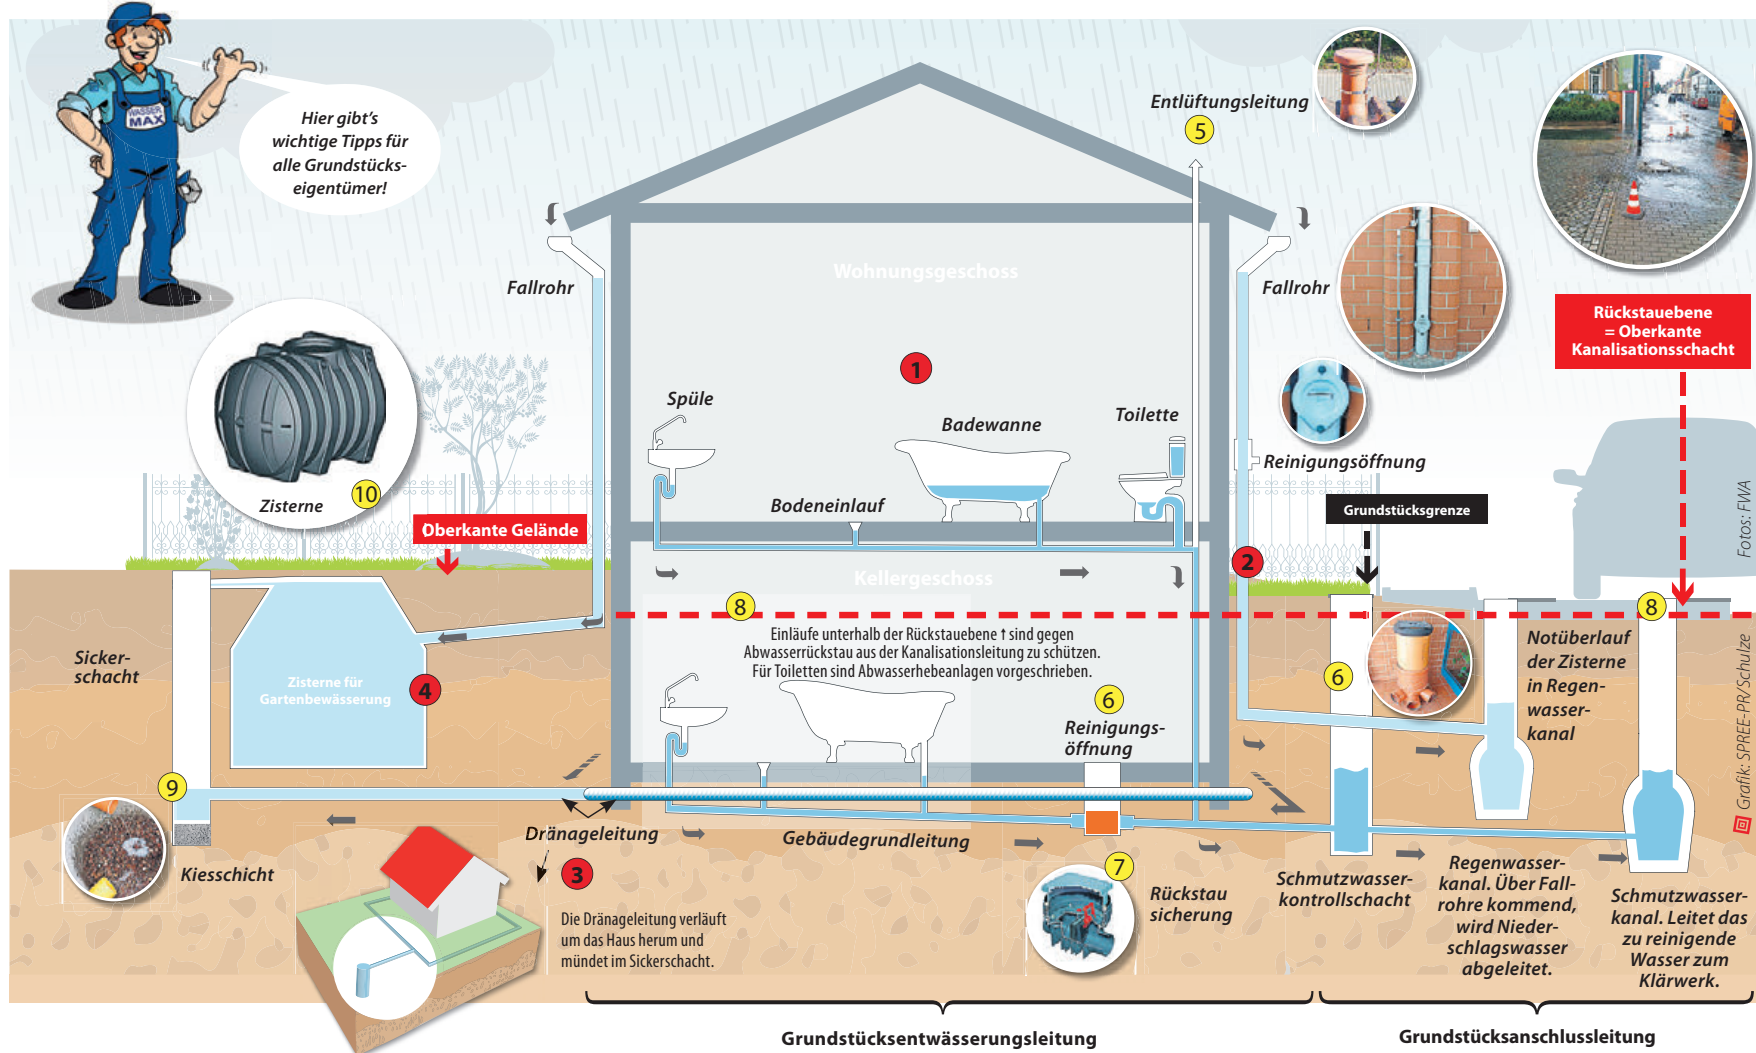 WASSER
MAX
Hier gibt's
wichtige Tipps für
alle Grundstücks-
eigentümer!
Entlüftungsleitung
5
Fallrohr
Wohnungsgeschoss
Fallrohr
Rückstauebene
= Oberkante
Kanalisationsschacht
1
Spüle
Badewanne
Toilette
Reinigungsöffnung
Zisterne
10
Bodeneinlauf
Grundstücksgrenze
Oberkante Gelände
Fotos: FWA
2
Kellergeschoss
8
8
Einläufe unterhalb der Rückstauebene ↑ sind gegen
Abwasserrückstau aus der Kanalisationsleitung zu schützen.
Für Toiletten sind Abwasserhebeanlagen vorgeschrieben.
Sicker-
schacht
Zisterne für
Gartenbewässerung
4
6
Reinigungs-
öffnung
6
Notüberlauf
der Zisterne
in Regen-
wasser-
kanal
Grafik: SPREE-PR/Schulze
9
Dränageleitung
Gebäudegrundleitung
Kiesschicht
3
Die Dränageleitung verläuft
um das Haus herum und
mündet im Sickerschacht.
7
Rückstau
sicherung
Schmutzwasser-
kontrollschacht
Regenwasser-
kanal. Über Fall-
rohre kommend,
wird Nieder-
schlagswasser
abgeleitet.
Schmutzwasser-
kanal. Leitet das
zu reinigende
Wasser zum
Klärwerk.
Grundstücksentwässerungsleitung
Grundstücksanschlussleitung